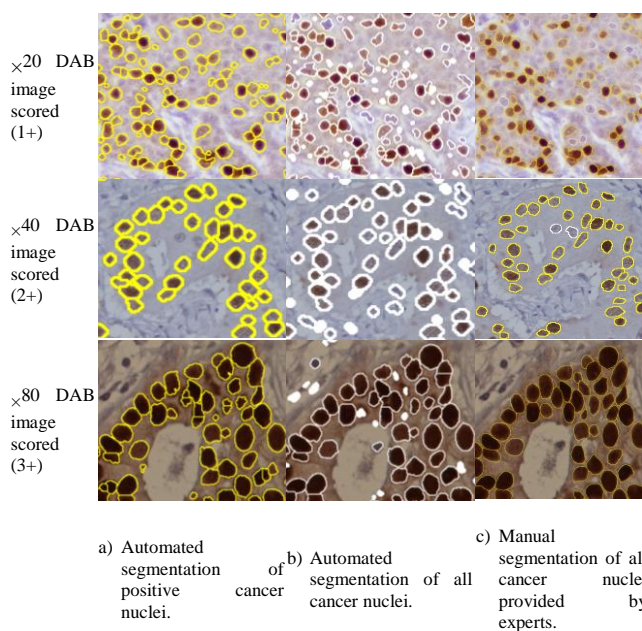 ×20 DAB
image
scored
(1+)
×40 DAB
image
scored
(2+)
×80 DAB
image
scored
(3+)
a) Automated
segmentation of
positive cancer
nuclei.
b) Automated
segmentation of all
cancer nuclei.
c) Manual
segmentation of al
cancer nucle
provided by
experts.